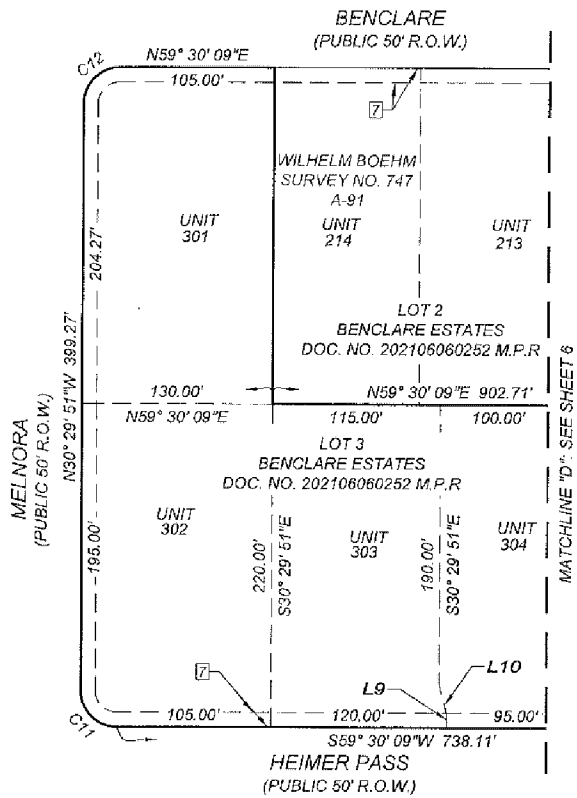 BENCLARE
(PUBLIC 50' R.O.W.)
C12
N59° 30' 09"E
105.00'
7
WILHELM BOEHM
SURVEY NO. 747
A-91
UNIT
301
UNIT
214
UNIT
213
204.27'
LOT 2
BENCLARE ESTATES
DOC. NO. 202106060252 M.P.R
130.00'
N59° 30' 09"E 902.71'
N59° 30' 09"E
115.00'
100.00'
MELNORA
(PUBLIC 50' R.O.W.)
N30° 29' 51"W 399.27'
MATCHLINE "D": SEE SHEET 6
LOT 3
BENCLARE ESTATES
DOC. NO. 202106060252 M.P.R
UNIT
302
UNIT
303
UNIT
304
195.00'
220.00'
S30° 29' 51"E
190.00'
S30° 29' 51"E
7
L9
L10
C11
105.00'
120.00'
95.00'
S59° 30' 09"W 738.11'
HEIMER PASS
(PUBLIC 50' R.O.W.)